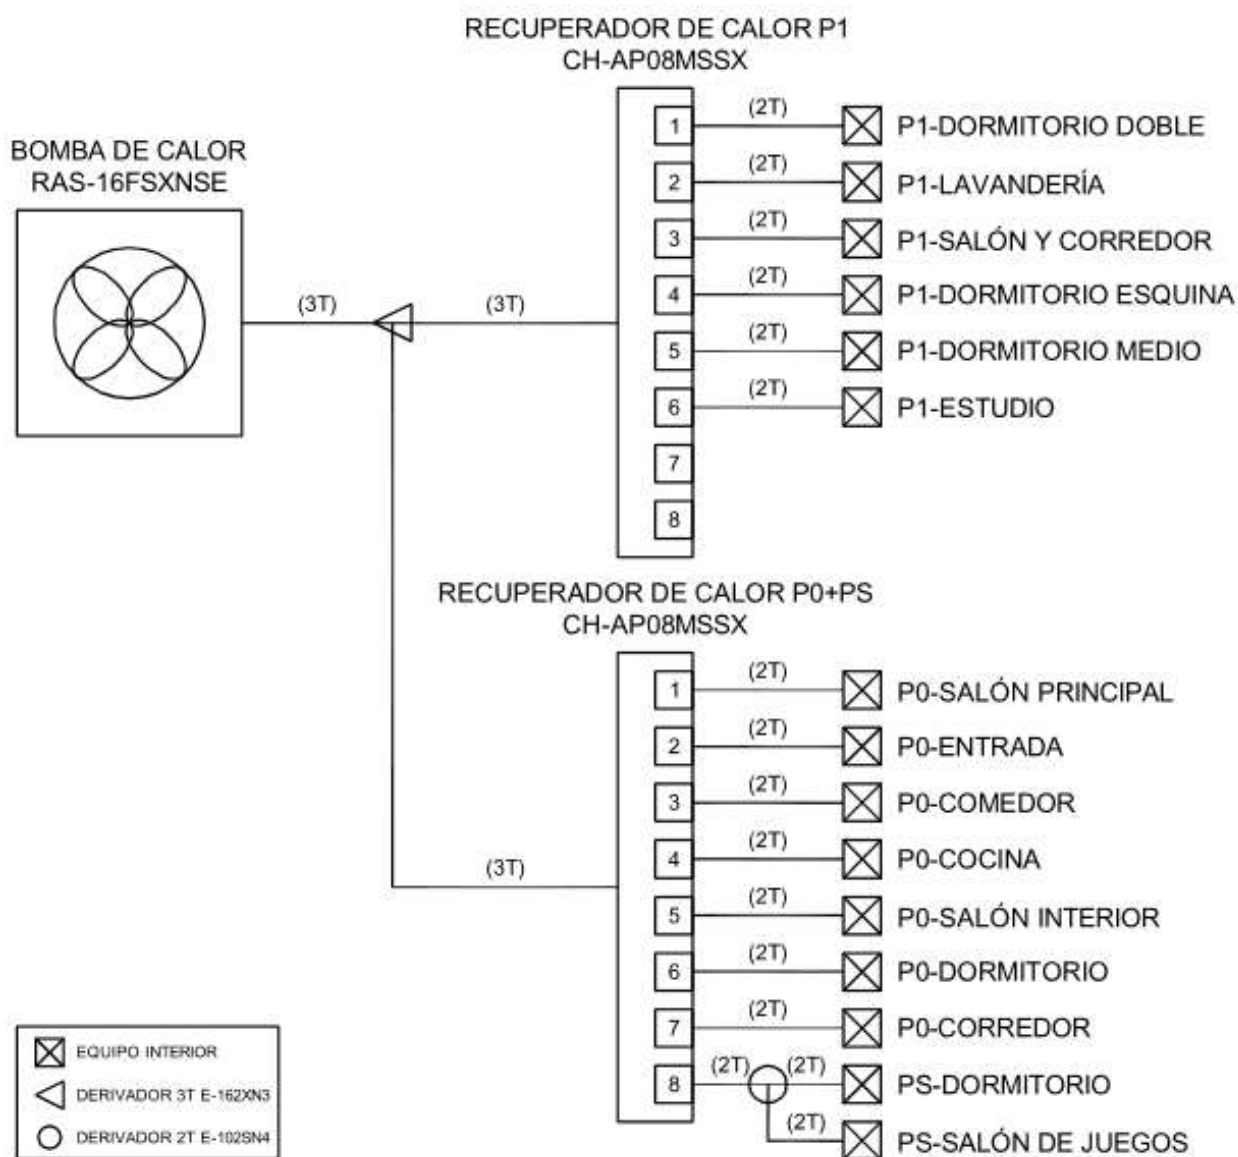 RECUPERADOR DE CALOR P1
CH-AP08MSSX
BOMBA DE CALOR
RAS-16FSXNSE
(3T)
(3T)
1 (2T) P1-DORMITORIO DOBLE
2 (2T) P1-LAVANDERÍA
3 (2T) P1-SALÓN Y CORREDOR
4 (2T) P1-DORMITORIO ESQUINA
5 (2T) P1-DORMITORIO MEDIO
6 (2T) P1-ESTUDIO
7
8
RECUPERADOR DE CALOR P0+PS
CH-AP08MSSX
(3T)
1 (2T) P0-SALÓN PRINCIPAL
2 (2T) P0-ENTRADA
3 (2T) P0-COMEDOR
4 (2T) P0-COCINA
5 (2T) P0-SALÓN INTERIOR
6 (2T) P0-DORMITORIO
7 (2T) P0-CORREDOR
8 (2T) (2T) PS-DORMITORIO
(2T) PS-SALÓN DE JUEGOS
EQUIPO INTERIOR
DERIVADOR 3T E-162XN3
DERIVADOR 2T E-102SN4